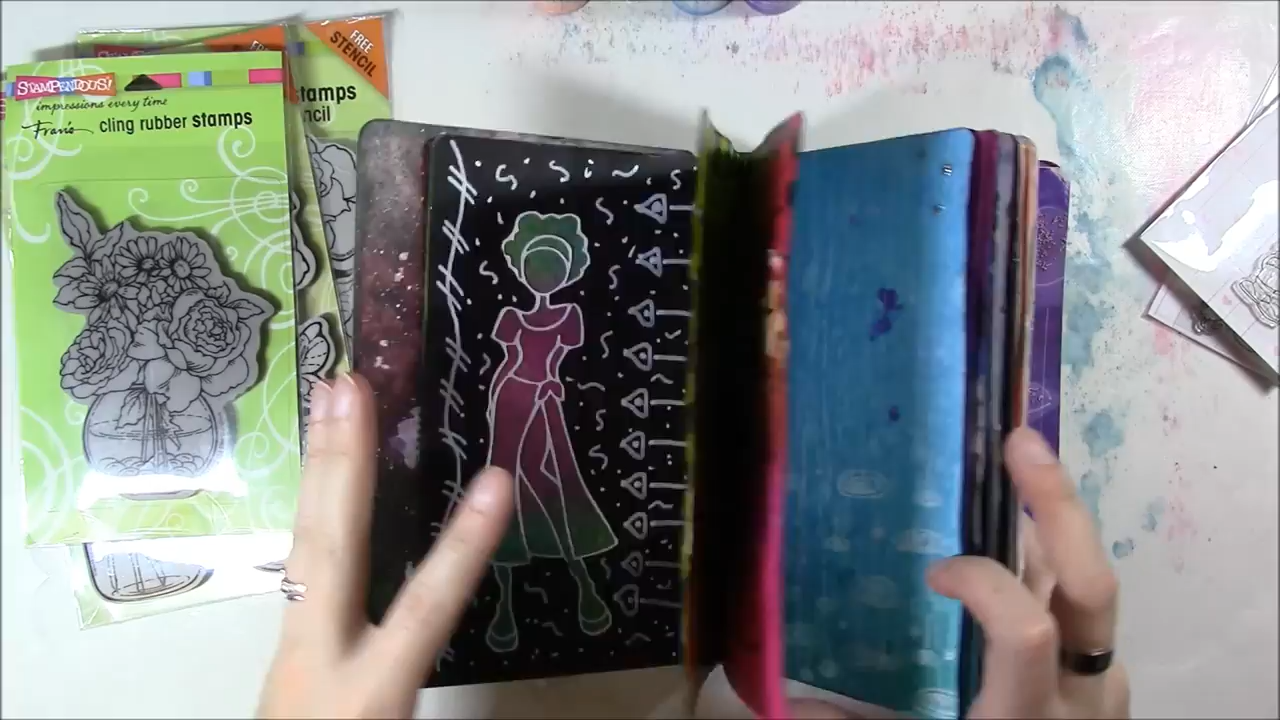 STAMPENDOUS!
impressions every time
Fran's cling rubber stamps
FREE
STENCIL
stamps
ncil